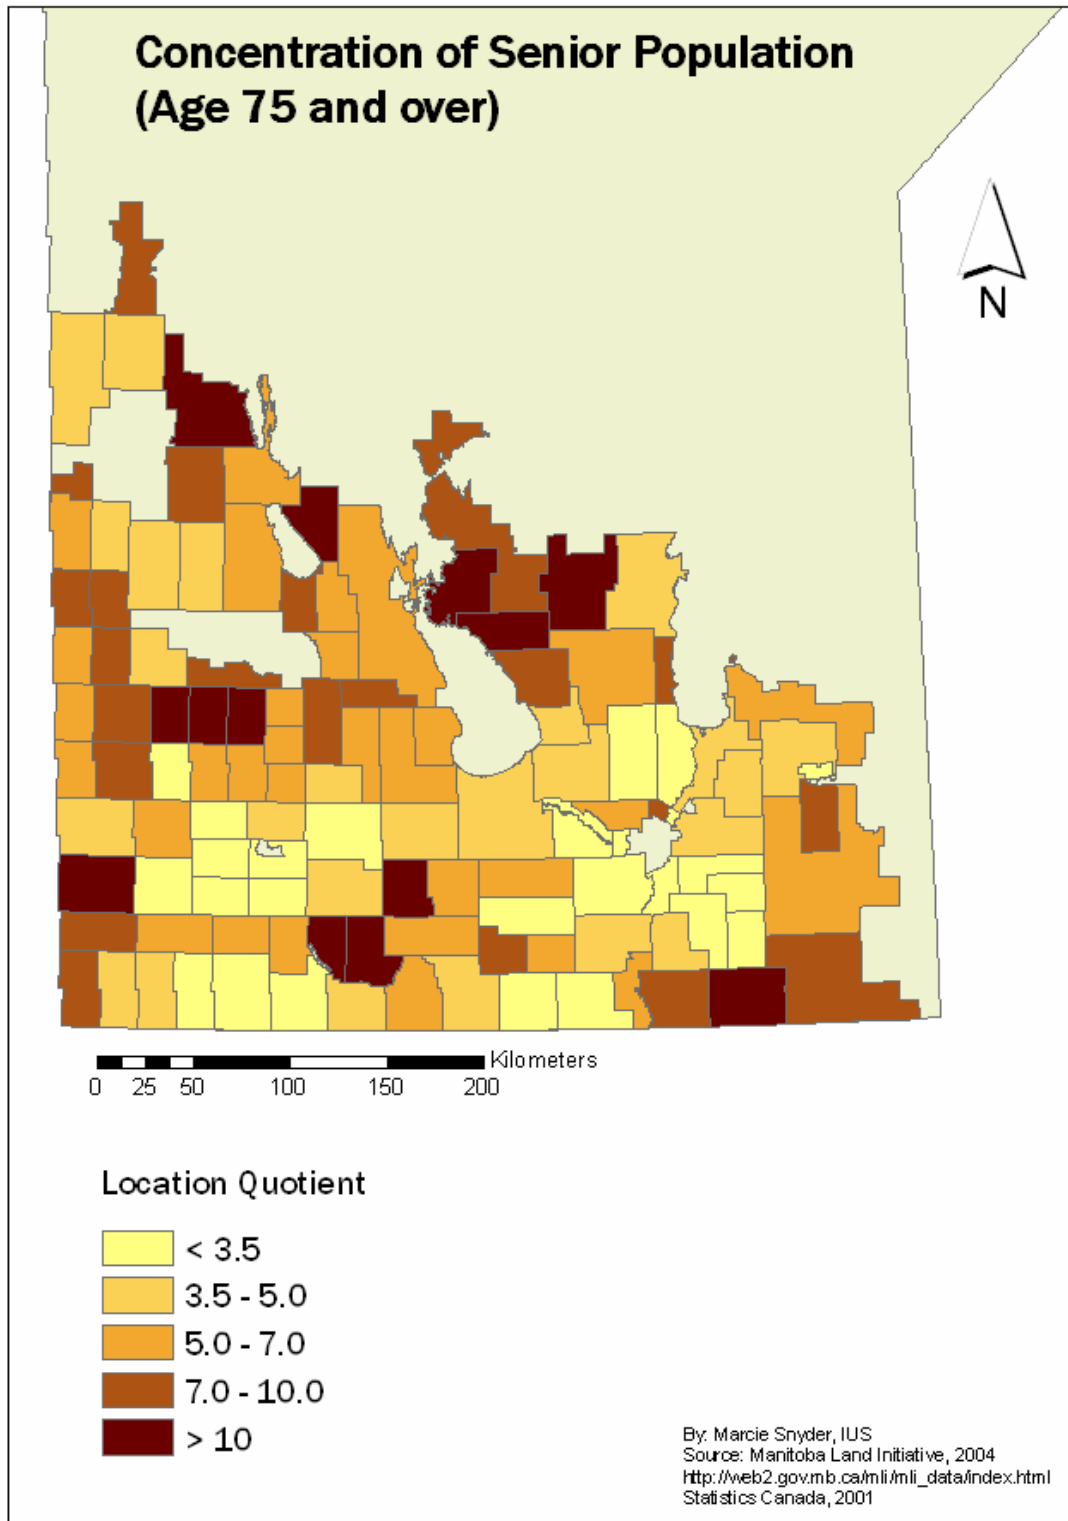 Concentration of Senior Population
(Age 75 and over)
N
Kilometers
0 25 50 100 150 200
Location Quotient
< 3.5
3.5 - 5.0
5.0 - 7.0
7.0 - 10.0
> 10
By: Marcie Snyder, IUS
Source: Manitoba Land Initiative, 2004
http://web2.gov.mb.ca/mli/mli_data/index.html
Statistics Canada, 2001